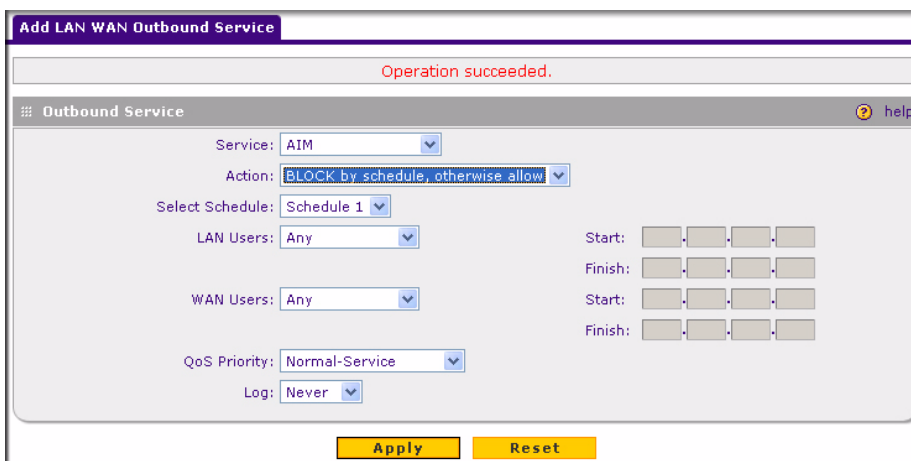 Add LAN WAN Outbound Service
Operation succeeded.
Outbound Service
? help
Service: AIM
Action: BLOCK by schedule, otherwise allow
Select Schedule: Schedule 1
LAN Users: Any Start: . . .
Finish: . . .
WAN Users: Any Start: . . .
Finish: . . .
QoS Priority: Normal-Service
Log: Never
Apply Reset